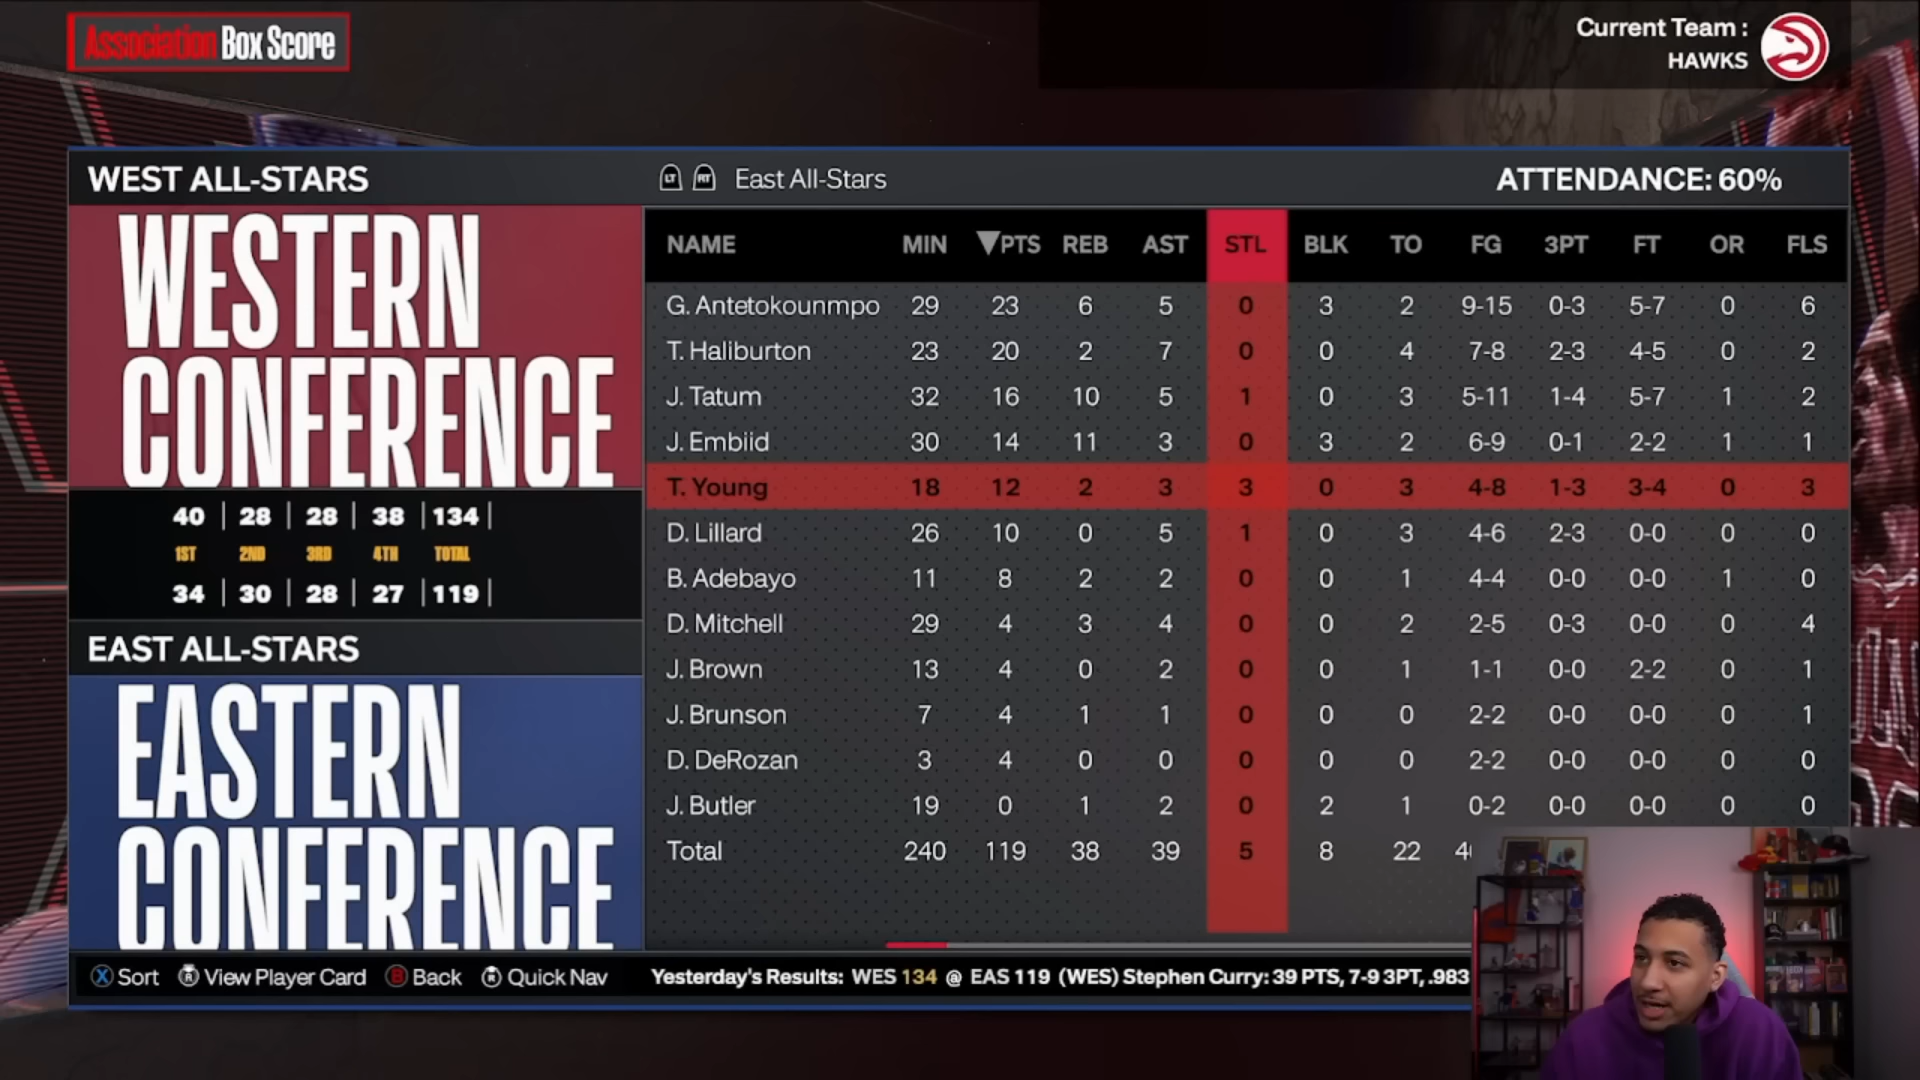 Association Box Score
Current Team :
HAWKS
WEST ALL-STARS
WESTERN
CONFERENCE
40 | 28 | 28 | 38 | 134 |
1ST 2ND 3RD 4TH TOTAL
34 | 30 | 28 | 27 | 119 |
EAST ALL-STARS
EASTERN
CONFERENCE
LT RT East All-Stars
ATTENDANCE: 60%
NAME MIN PTS REB AST STL BLK TO FG 3PT FT OR FLS
G. Antetokounmpo 29 23 6 5 0 3 2 9-15 0-3 5-7 0 6
T. Haliburton 23 20 2 7 0 0 4 7-8 2-3 4-5 0 2
J. Tatum 32 16 10 5 1 0 3 5-11 1-4 5-7 1 2
J. Embiid 30 14 11 3 0 3 2 6-9 0-1 2-2 1 1
T. Young 18 12 2 3 3 0 3 4-8 1-3 3-4 0 3
D. Lillard 26 10 0 5 1 0 3 4-6 2-3 0-0 0 0
B. Adebayo 11 8 2 2 0 0 1 4-4 0-0 0-0 1 0
D. Mitchell 29 4 3 4 0 0 2 2-5 0-3 0-0 0 4
J. Brown 13 4 0 2 0 0 1 1-1 0-0 2-2 0 1
J. Brunson 7 4 1 1 0 0 0 2-2 0-0 0-0 0 1
D. DeRozan 3 4 0 0 0 0 0 2-2 0-0 0-0 0 0
J. Butler 19 0 1 2 0 2 1 0-2 0-0 0-0 0 0
Total 240 119 38 39 5 8 22
X Sort R View Player Card B Back R Quick Nav
Yesterday's Results: WES 134 @ EAS 119 (WES) Stephen Curry: 39 PTS, 7-9 3PT, .983